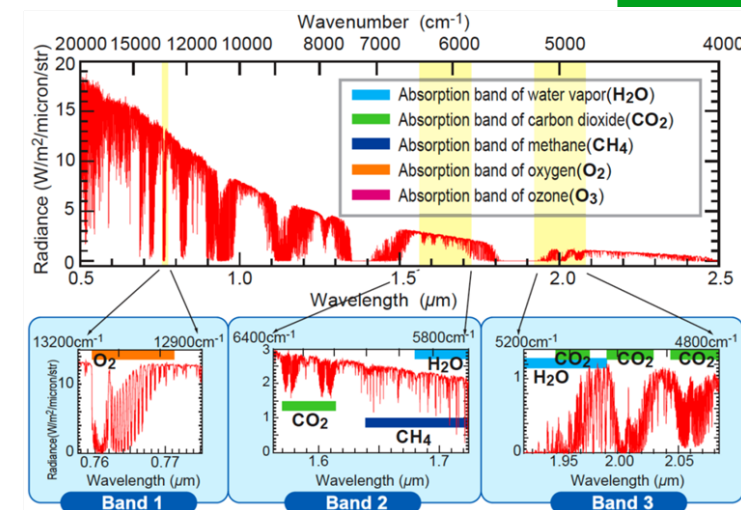 Wavenumber (cm-1)
20000 15000 12000 10000 8000 7000 6000 5000 4000
Radiance (W/m2/micron/str)
20
15
10
5
0
Absorption band of water vapor(H2O)
Absorption band of carbon dioxide(CO2)
Absorption band of methane(CH4)
Absorption band of oxygen(O2)
Absorption band of ozone(O3)
0.5 1.0 1.5 2.0 2.5
Wavelength (μm)
13200cm-1 12900cm-1
O2
Radiance(W/m2/micron/str)
10
0
0.76 0.77
Wavelength (μm)
Band 1
6400cm-1 5800cm-1
3
2
1
0
H2O
CO2
CH4
1.6 1.7
Wavelength (μm)
Band 2
5200cm-1 4800cm-1
CO2 CO2 CO2
H2O
1
0
1.95 2.00 2.05
Wavelength (μm)
Band 3